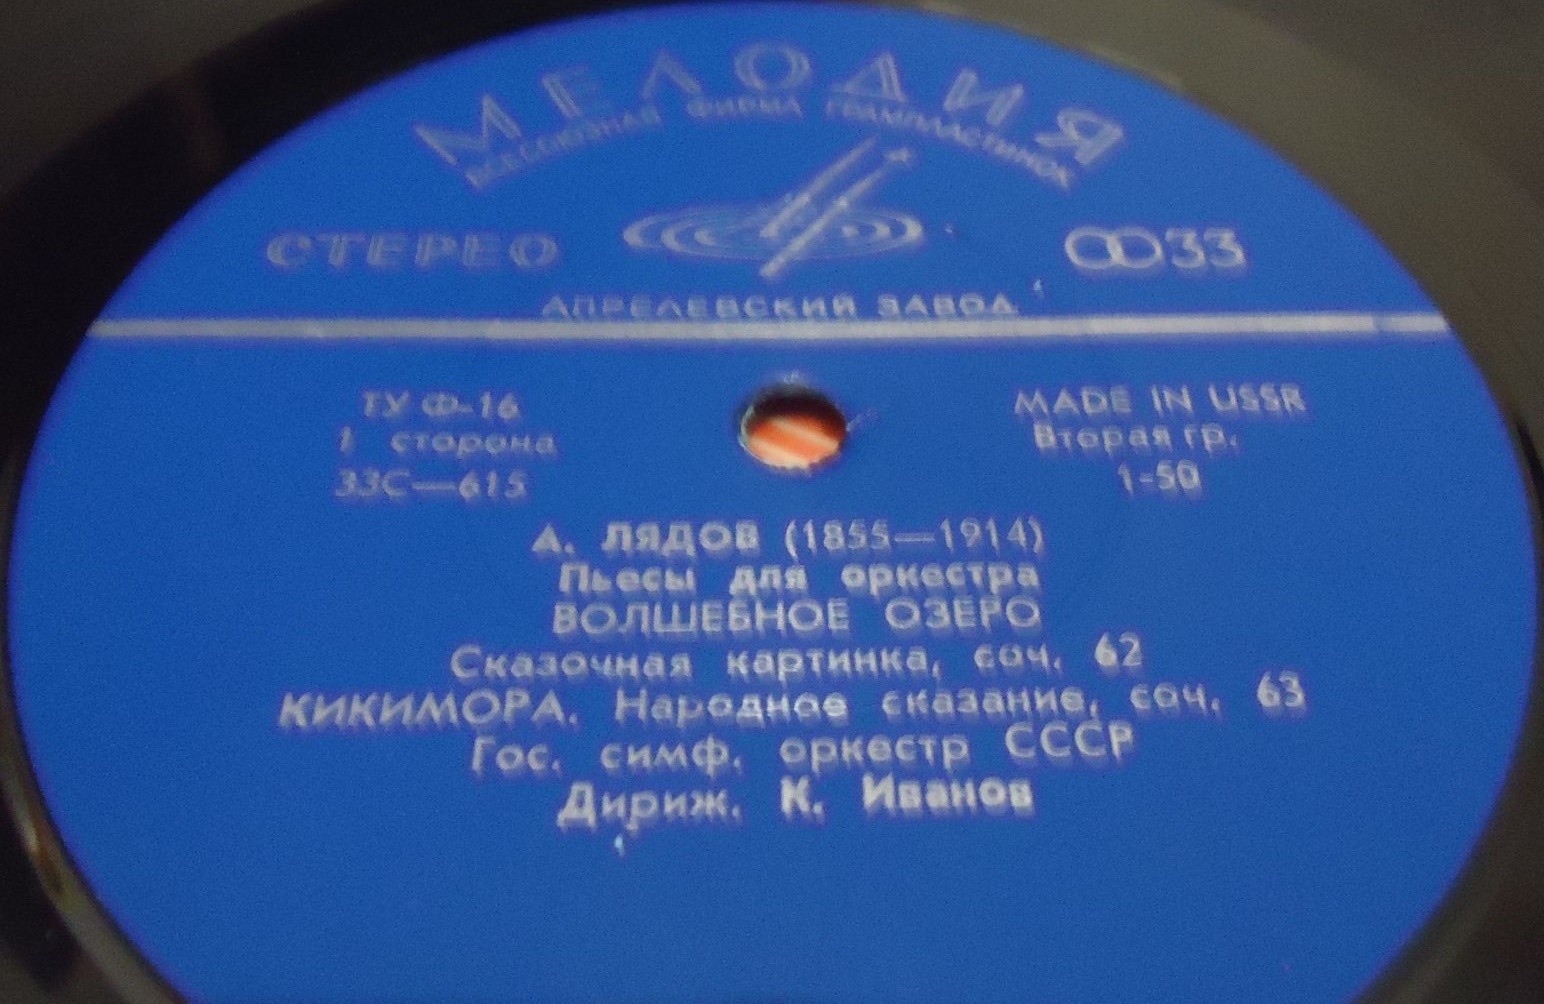 МЕЛОДИЯ
ВСЕСОЮЗНАЯ ФИРМА ГРАМПЛАСТИНОК
СТЕРЕО
33
АПРЕЛЕВСКИЙ ЗАВОД
ТУ Ф-16
MADE IN USSR
1 сторона
Вторая гр.
33С—615
1-50
А. ЛЯДОВ (1855—1914)
Пьесы для оркестра
ВОЛШЕБНОЕ ОЗЕРО
Сказочная картинка, соч. 62
КИКИМОРА. Народное сказание, соч. 63
Гос. симф. оркестр СССР
Дириж. К. Иванов